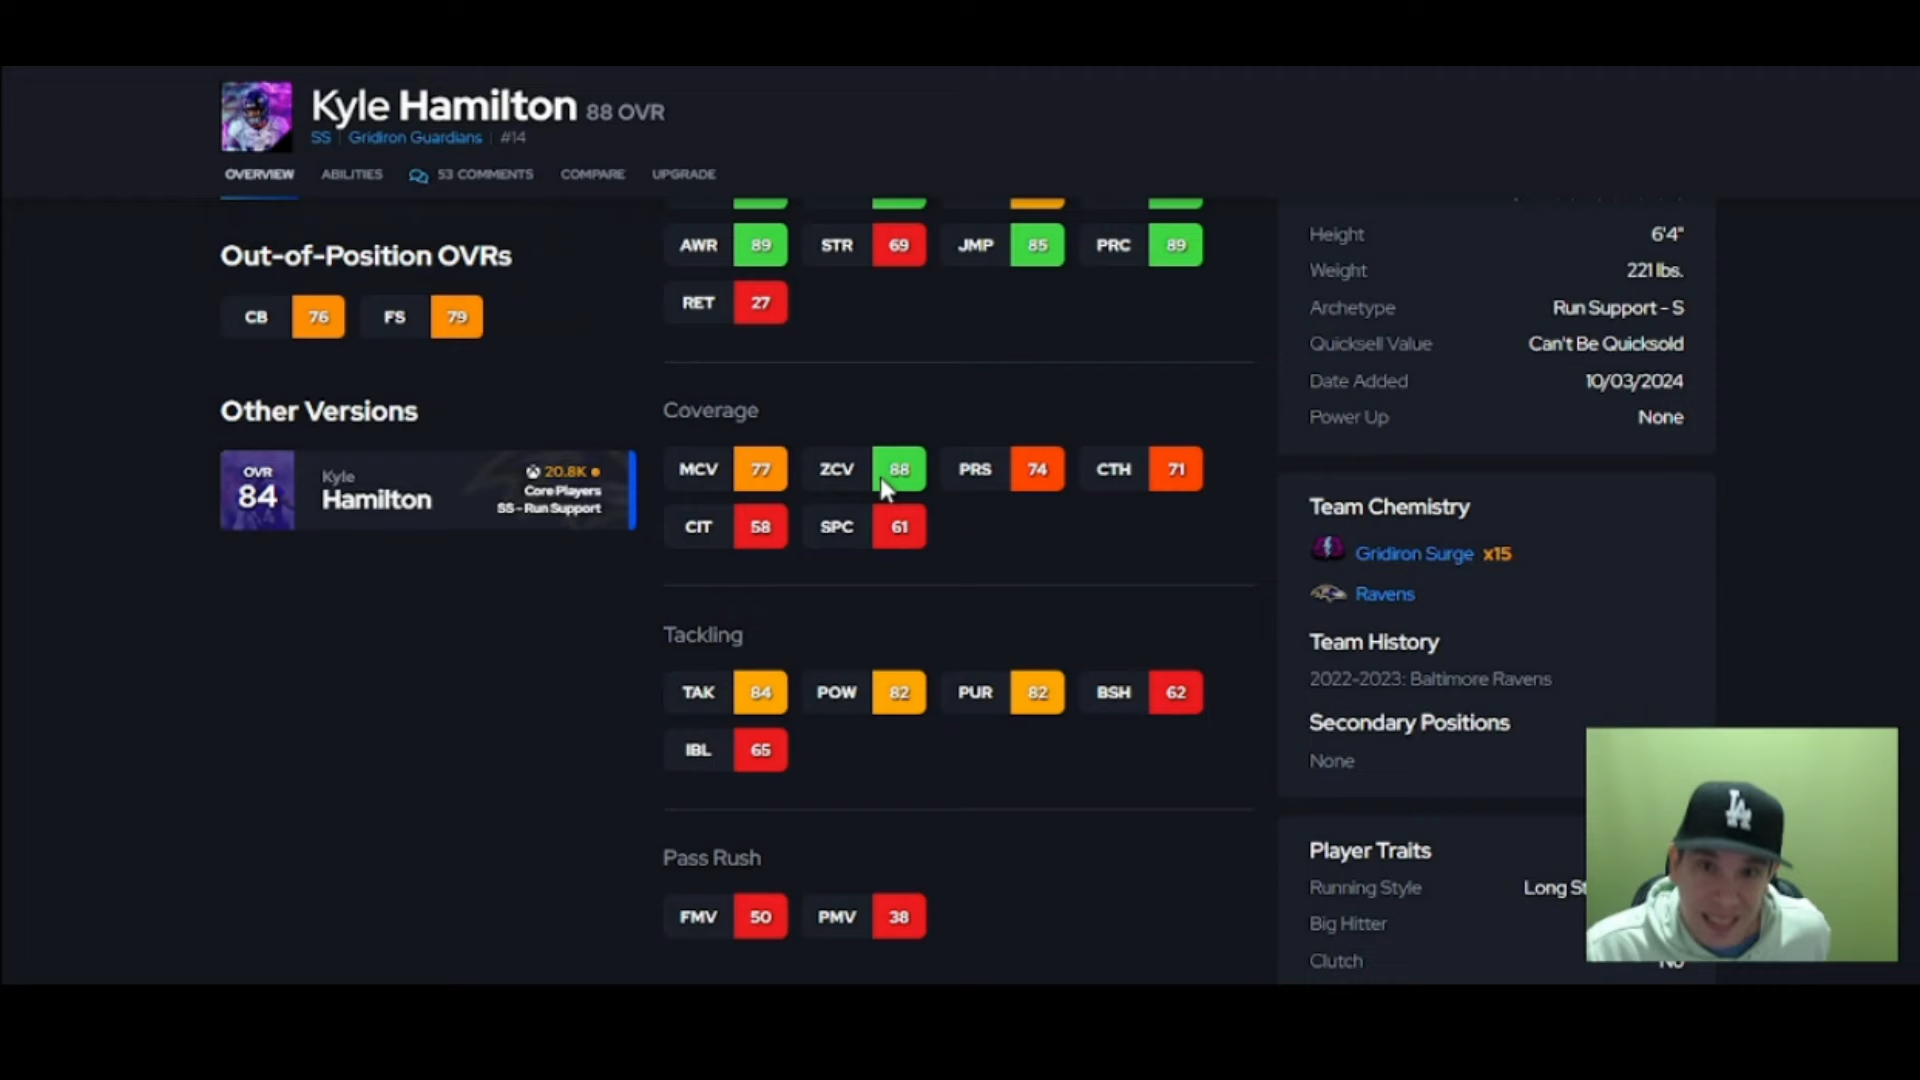 Kyle Hamilton 88 OVR
SS | Gridiron Guardians | #14
OVERVIEW ABILITIES 53 COMMENTS COMPARE UPGRADE
Out-of-Position OVRs
CB 76 FS 79
Other Versions
OVR
84
Kyle
Hamilton
20.8K
Core Players
SS - Run Support
AWR 89 STR 69 JMP 85 PRC 89
RET 27
Coverage
MCV 77 ZCV 88 PRS 74 CTH 71
CIT 58 SPC 61
Tackling
TAK 84 POW 82 PUR 82 BSH 62
IBL 65
Pass Rush
FMV 50 PMV 38
Height 6'4"
Weight 221 lbs.
Archetype Run Support - S
Quicksell Value Can't Be Quicksold
Date Added 10/03/2024
Power Up None
Team Chemistry
Gridiron Surge x15
Ravens
Team History
2022-2023: Baltimore Ravens
Secondary Positions
None
Player Traits
Running Style Long St
Big Hitter
Clutch No
LA